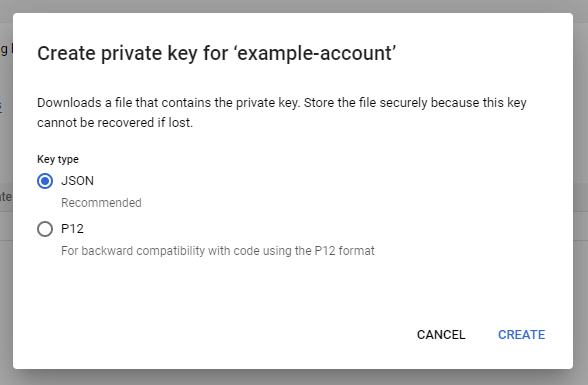 Create private key for ‘example-account’
Downloads a file that contains the private key. Store the file securely because this key
cannot be recovered if lost.
Key type
JSON
Recommended
P12
For backward compatibility with code using the P12 format
CANCEL
CREATE